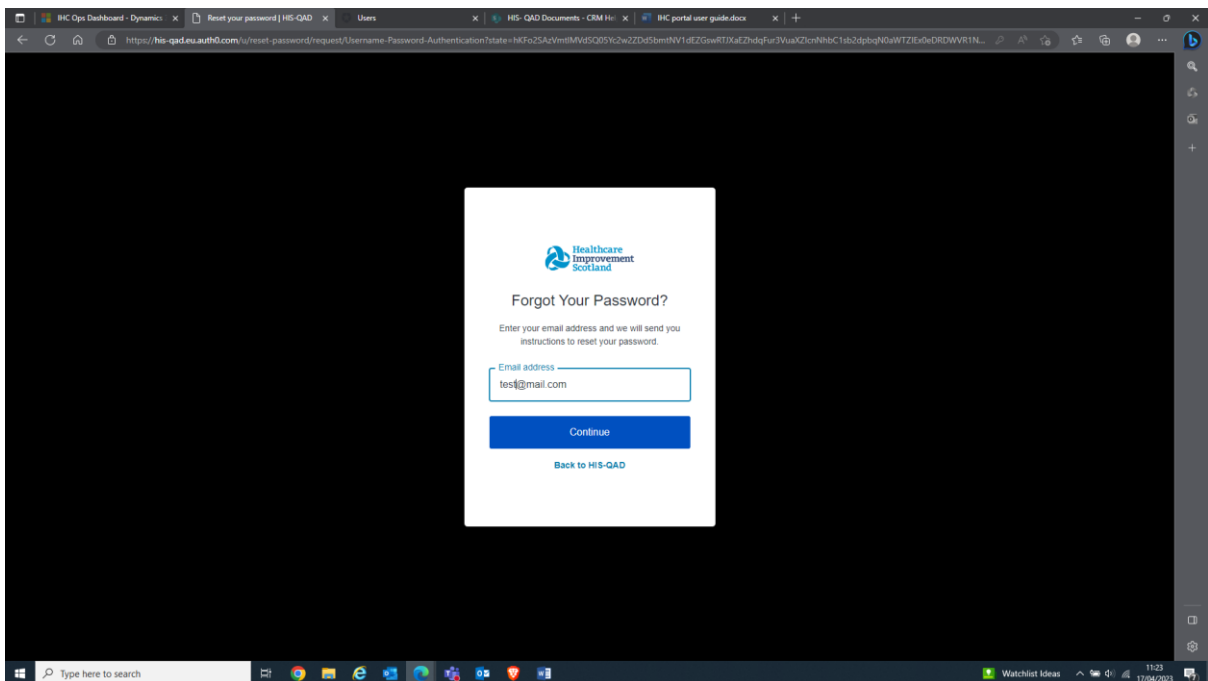 IHC Ops Dashboard - Dynamics
Reset your password | HIS-QAD
Users
HIS- QAD Documents - CRM Hel
IHC portal user guide.docx
Healthcare
Improvement
Scotland
Forgot Your Password?
Enter your email address and we will send you
instructions to reset your password.
Email address
test@mail.com
Continue
Back to HIS-QAD
Type here to search
Watchlist Ideas
11:23
17/04/2023